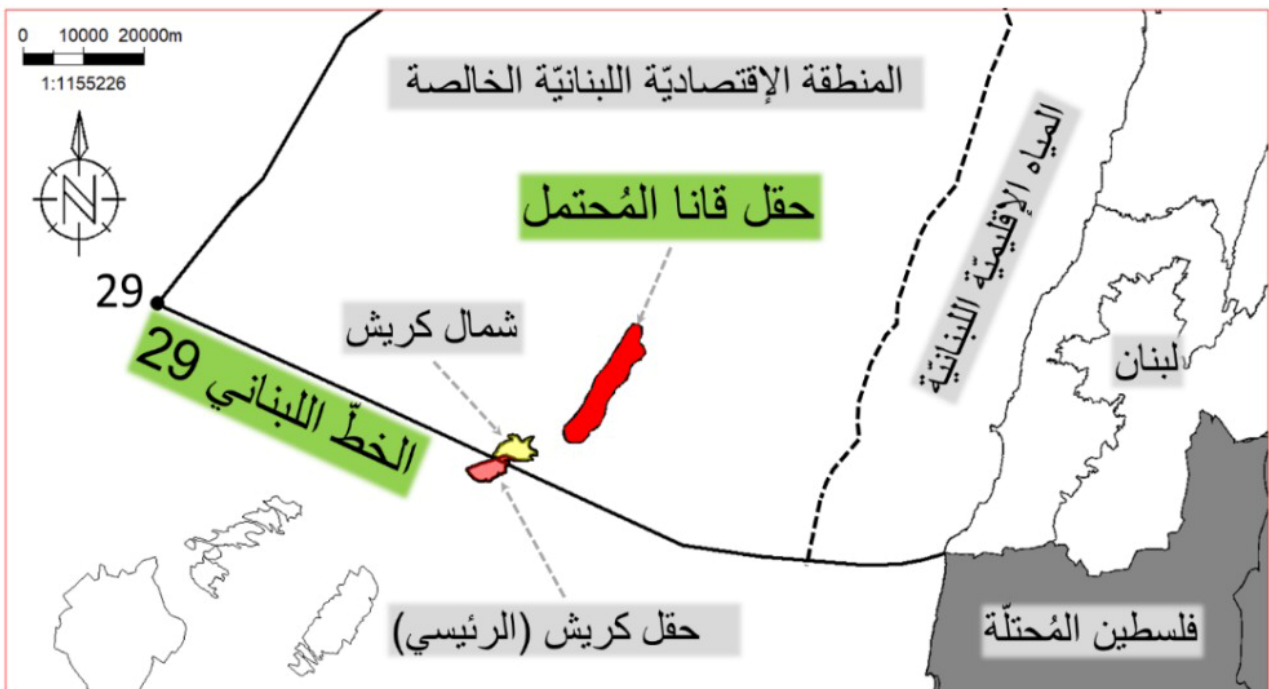 0 10000 20000m
1:1155226
المنطقة الإقتصاديّة اللبنانيّة الخالصة
المياه الإقليميّة اللبنانيّة
N
حقل قانا المُحتمل
29
شمال كريش
الخطّ اللبناني 29
لبنان
حقل كريش (الرئيسي)
فلسطين المُحتلّة